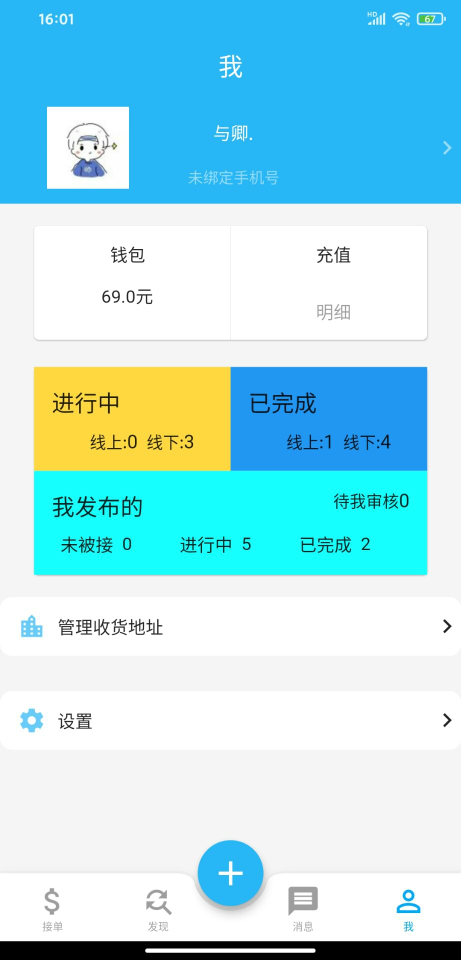 16:01 HD 67
我
与卿.
未绑定手机号
钱包 充值
69.0元
明细
进行中 已完成
线上:0 线下:3 线上:1 线下:4
我发布的 待我审核0
未被接 0 进行中 5 已完成 2
管理收货地址
设置
接单 发现 消息 我